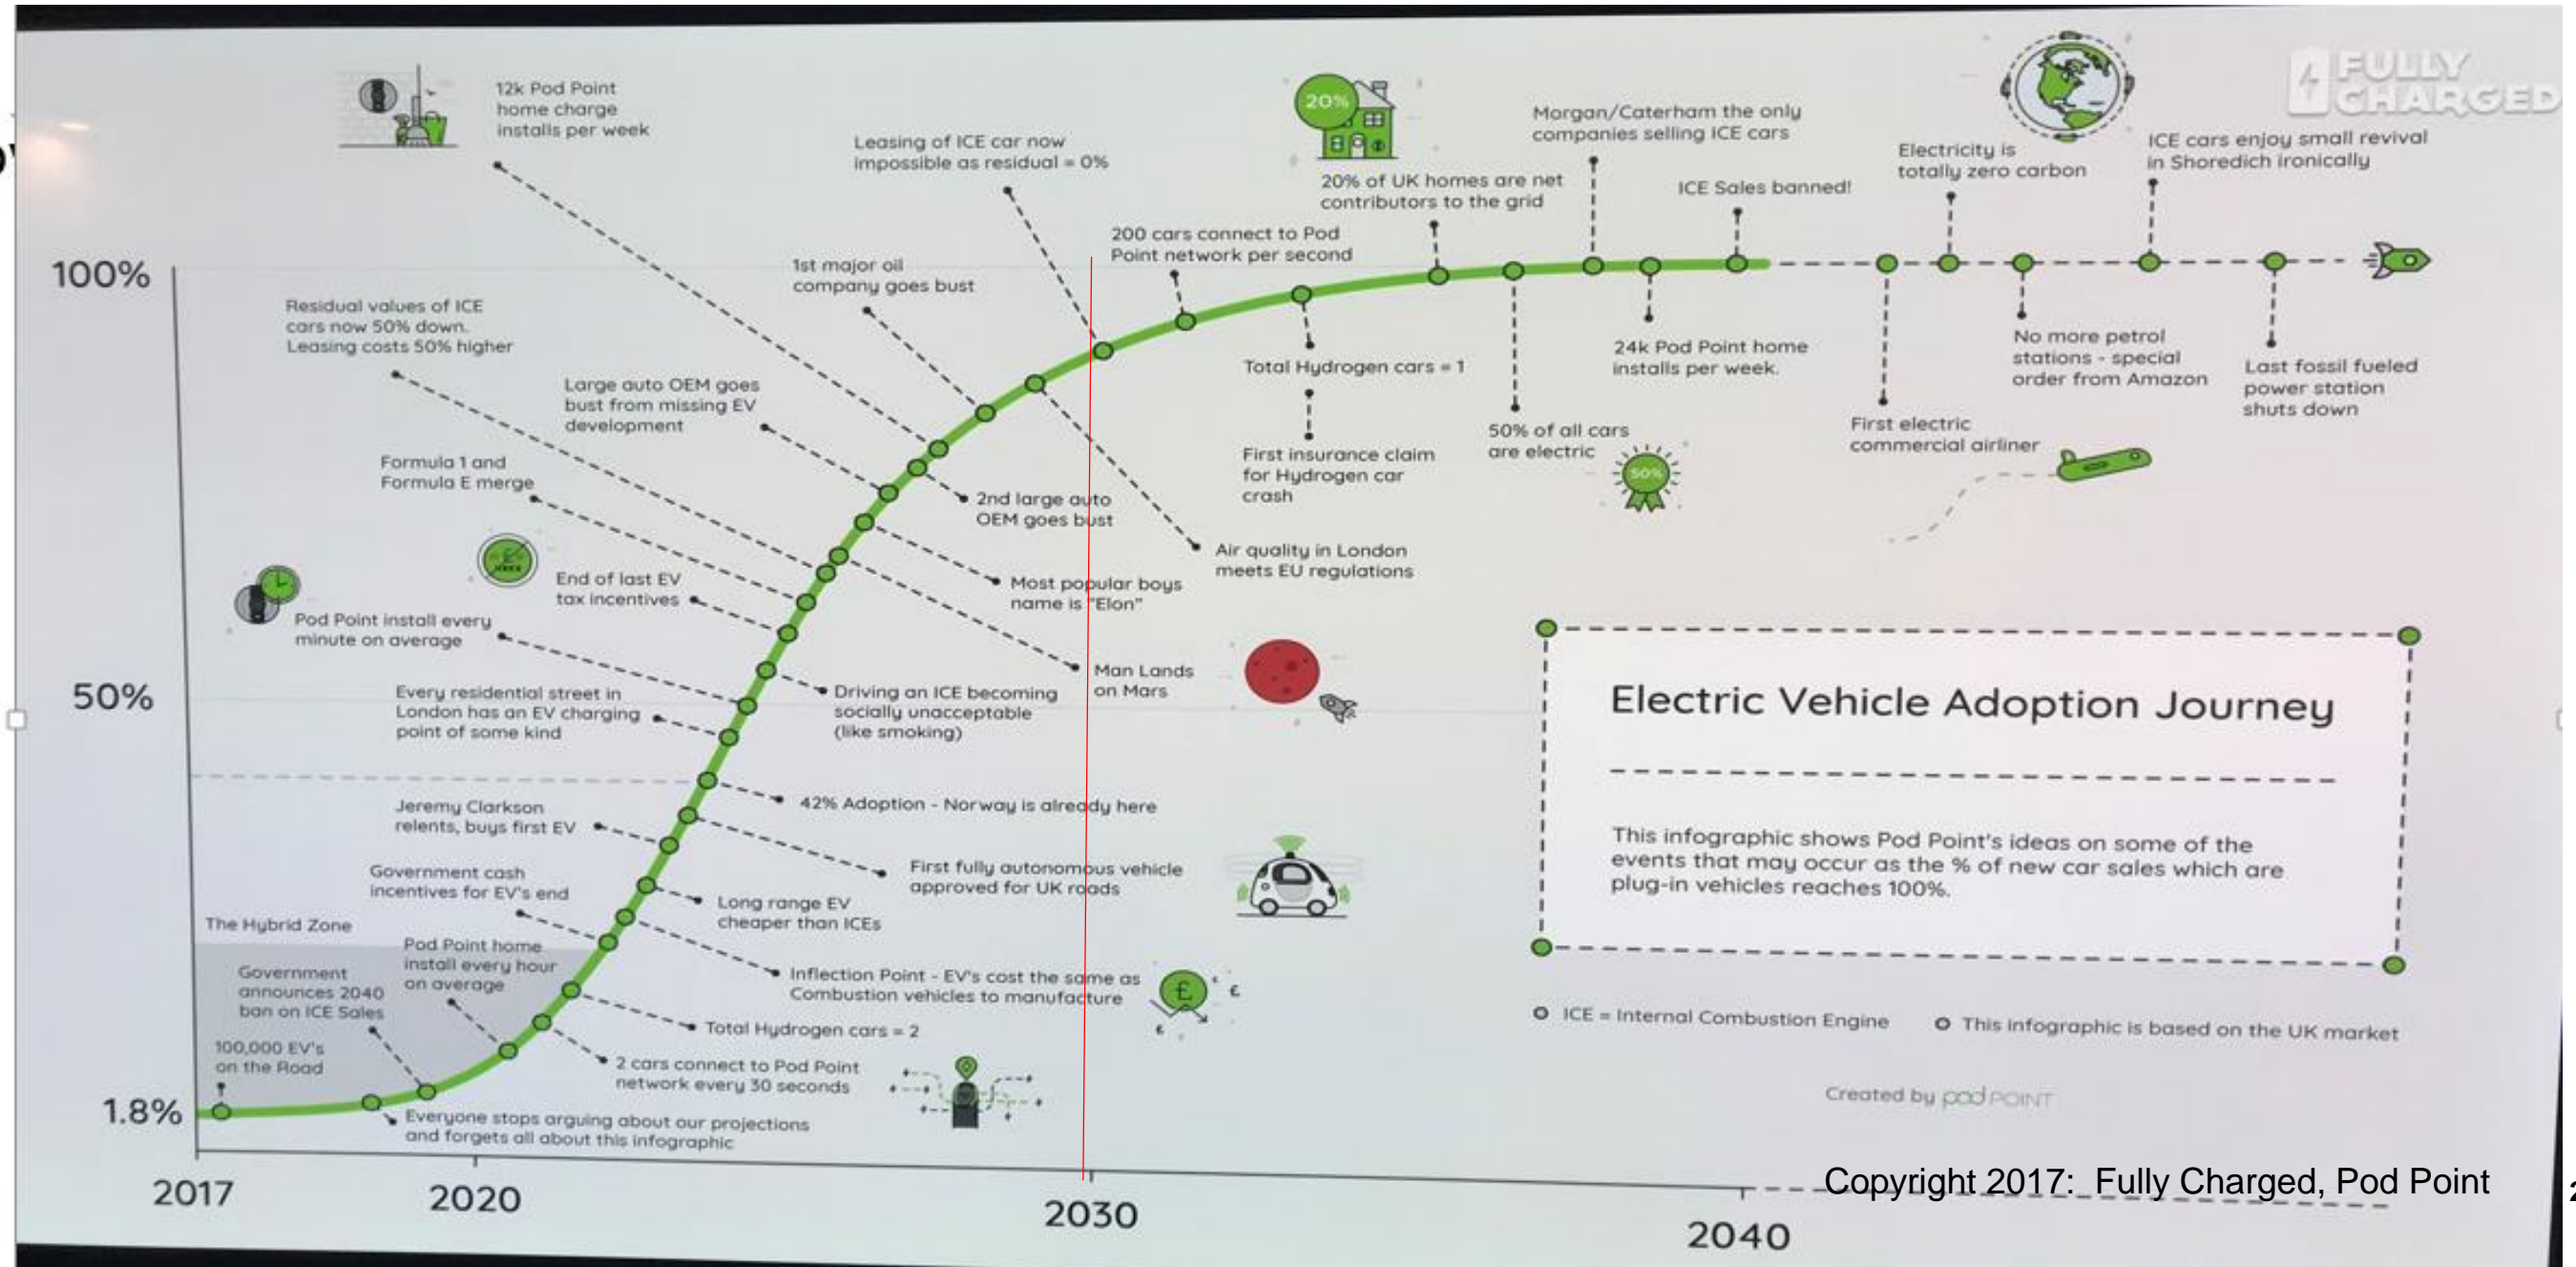 12k Pod Point
home charge
installs per week
Leasing of ICE car now
impossible as residual = 0%
20%
20% of UK homes are net
contributors to the grid
Morgan/Caterham the only
companies selling ICE cars
ICE Sales banned!
Electricity is
totally zero carbon
FULLY
CHARGED
ICE cars enjoy small revival
in Shoredich ironically
200 cars connect to Pod
Point network per second
1st major oil
company goes bust
100%
Residual values of ICE
cars now 50% down.
Leasing costs 50% higher
Large auto OEM goes
bust from missing EV
development
Formula 1 and
Formula E merge
Total Hydrogen cars = 1
First insurance claim
for Hydrogen car
crash
50% of all cars
are electric
50%
24k Pod Point home
installs per week.
First electric
commercial airliner
No more petrol
stations - special
order from Amazon
Last fossil fueled
power station
shuts down
2nd large auto
OEM goes bust
Air quality in London
meets EU regulations
Most popular boys
name is "Elon"
End of last EV
tax incentives
Pod Point install every
minute on average
Man Lands
on Mars
50%
Every residential street in
London has an EV charging
point of some kind
Driving an ICE becoming
socially unacceptable
(like smoking)
42% Adoption - Norway is already here
Jeremy Clarkson
relents, buys first EV
First fully autonomous vehicle
approved for UK roads
Government cash
incentives for EV's end
Long range EV
cheaper than ICEs
The Hybrid Zone
Pod Point home
install every hour
on average
Inflection Point - EV's cost the same as
Combustion vehicles to manufacture
£
£
£
Government
announces 2040
ban on ICE Sales
Total Hydrogen cars = 2
100,000 EV's
on the Road
2 cars connect to Pod Point
network every 30 seconds
1.8%
Everyone stops arguing about our projections
and forgets all about this infographic
Electric Vehicle Adoption Journey
This infographic shows Pod Point's ideas on some of the
events that may occur as the % of new car sales which are
plug-in vehicles reaches 100%.
ICE = Internal Combustion Engine
This infographic is based on the UK market
Created by pod POINT
Copyright 2017: Fully Charged, Pod Point
2017
2020
2030
2040